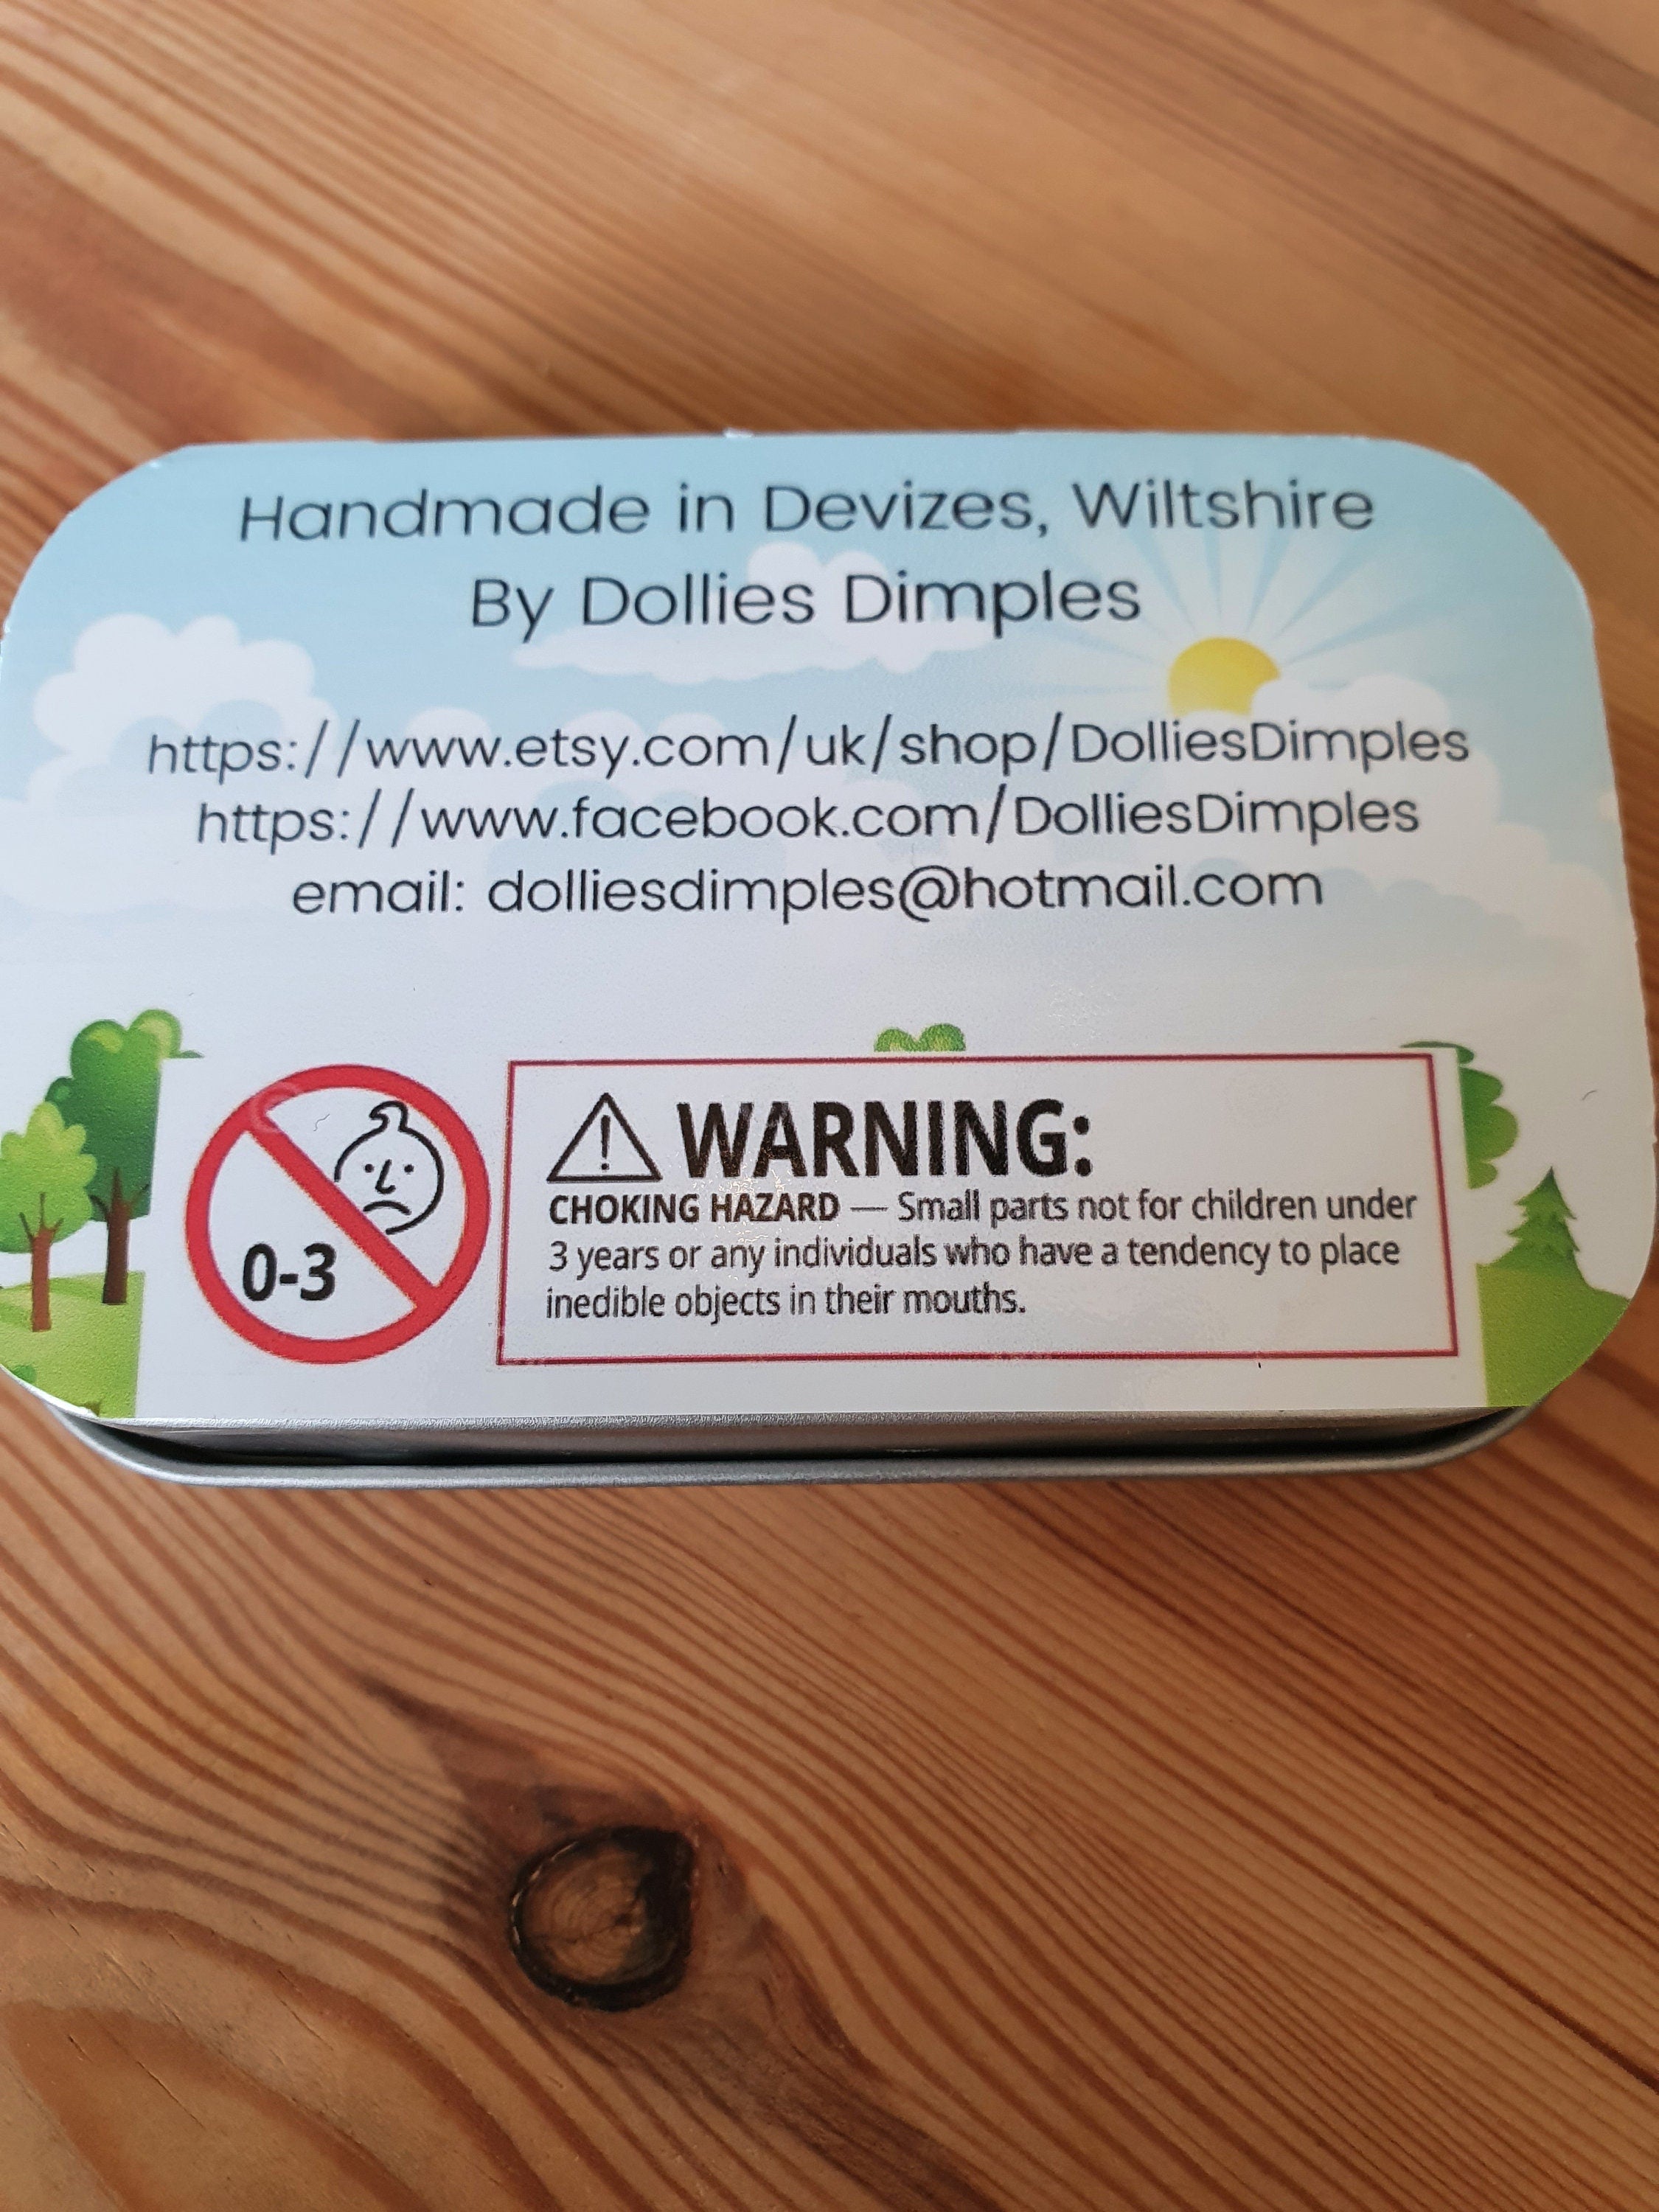 Handmade in Devizes, Wiltshire
By Dollies Dimples
https://www.etsy.com/uk/shop/DolliesDimples
https://www.facebook.com/DolliesDimples
email: dolliesdimples@hotmail.com
0-3
WARNING:
CHOKING HAZARD — Small parts not for children under
3 years or any individuals who have a tendency to place
inedible objects in their mouths.